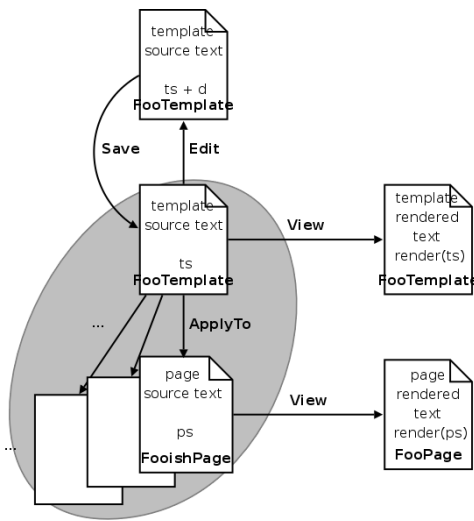 template
source text
ts + d
FooTemplate
Save
Edit
template
source text
ts
FooTemplate
View
template
rendered
text
render(ts)
FooTemplate
...
ApplyTo
page
source text
ps
FooishPage
View
page
rendered
text
render(ps)
FooPage
...